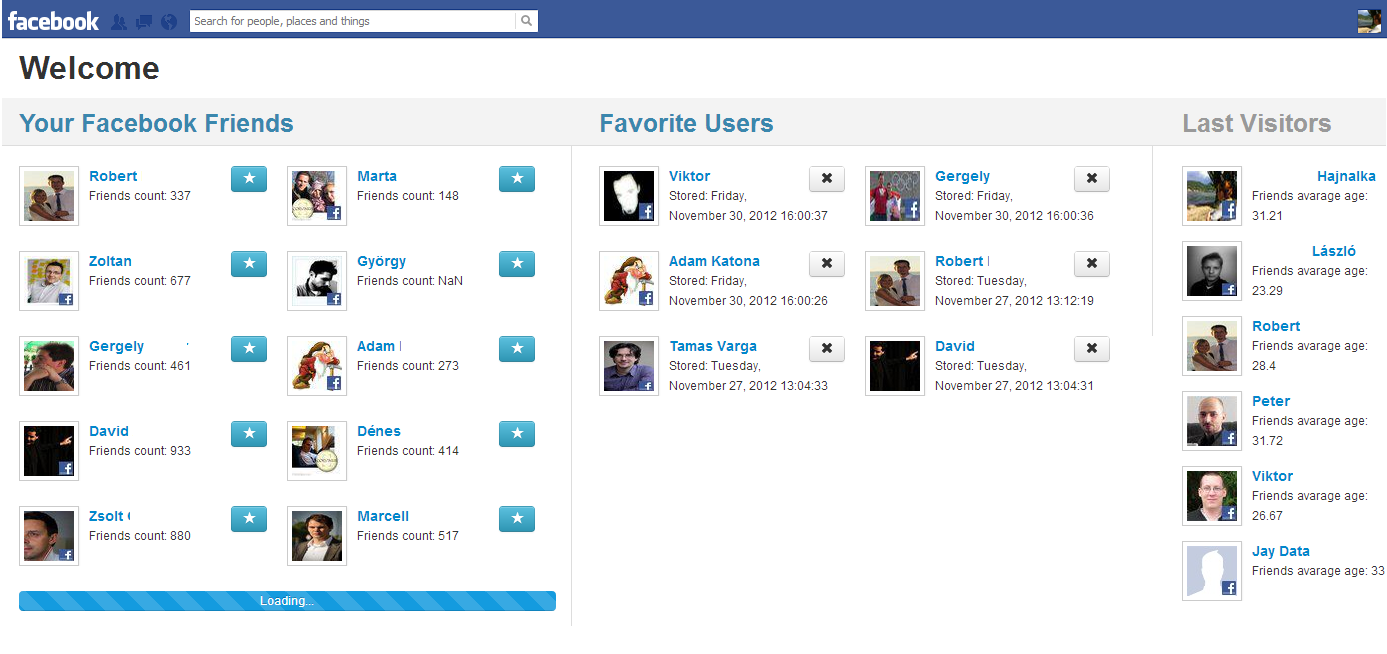 facebook
Search for people, places and things
Welcome
Your Facebook Friends
Robert
Friends count: 337
Marta
Friends count: 148
Zoltan
Friends count: 677
György
Friends count: NaN
Gergely
Friends count: 461
Adam
Friends count: 273
David
Friends count: 933
Dénes
Friends count: 414
Zsolt
Friends count: 880
Marcell
Friends count: 517
Loading...
Favorite Users
Viktor
Stored: Friday,
November 30, 2012 16:00:37
Gergely
Stored: Friday,
November 30, 2012 16:00:36
Adam Katona
Stored: Friday,
November 30, 2012 16:00:26
Robert
Stored: Tuesday,
November 27, 2012 13:12:19
Tamas Varga
Stored: Tuesday,
November 27, 2012 13:04:33
David
Stored: Tuesday,
November 27, 2012 13:04:31
Last Visitors
Hajnalka
Friends avarage age:
31.21
László
Friends avarage age:
23.29
Robert
Friends avarage age:
28.4
Peter
Friends avarage age:
31.72
Viktor
Friends avarage age:
26.67
Jay Data
Friends avarage age: 33